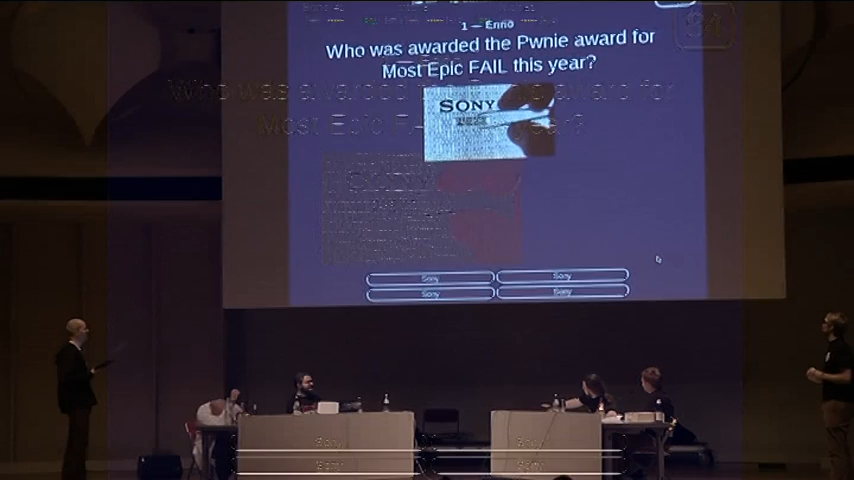 1 — Enno
Who was awarded the Pwnie award for
Most Epic FAIL this year?
SONY
Sony
Sony
Sony
Sony